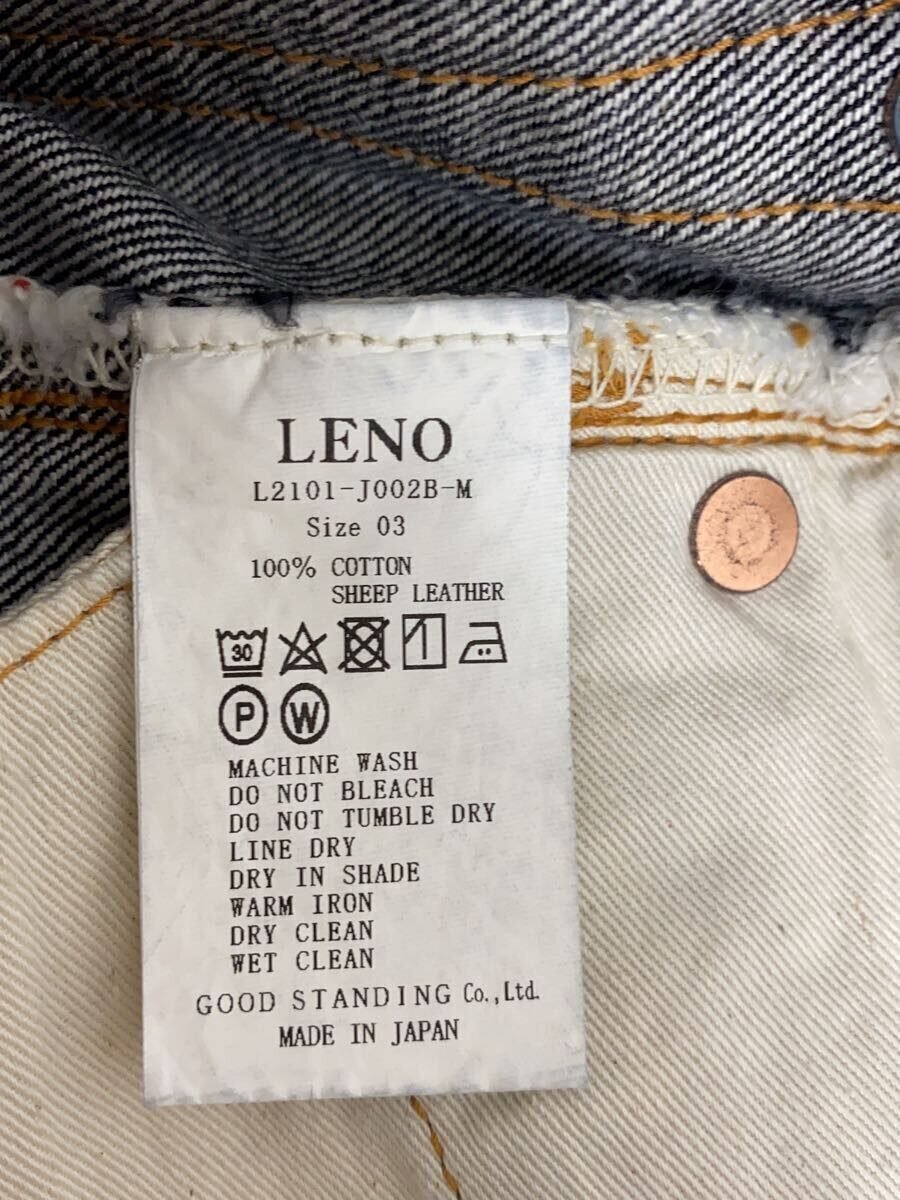 LENO
L2101-J002B-M
Size 03
100% COTTON
SHEEP LEATHER
30
P W
MACHINE WASH
DO NOT BLEACH
DO NOT TUMBLE DRY
LINE DRY
DRY IN SHADE
WARM IRON
DRY CLEAN
WET CLEAN
GOOD STANDING Co.,Ltd.
MADE IN JAPAN